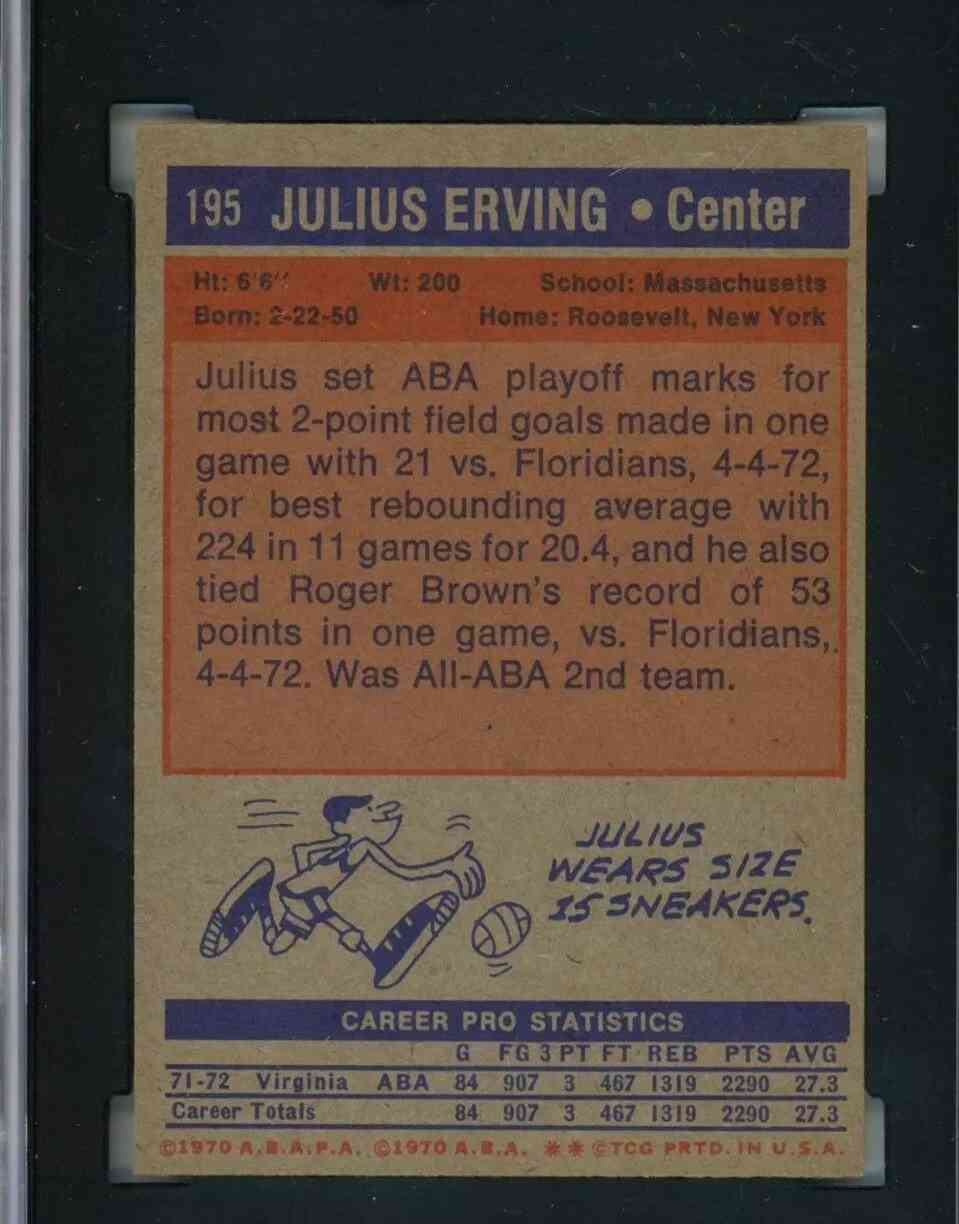 195 JULIUS ERVING • Center
Ht: 6'6" Wt: 200 School: Massachusetts
Born: 2-22-50 Home: Roosevelt, New York
Julius set ABA playoff marks for
most 2-point field goals made in one
game with 21 vs. Floridians, 4-4-72,
for best rebounding average with
224 in 11 games for 20.4, and he also
tied Roger Brown's record of 53
points in one game, vs. Floridians,
4-4-72. Was All-ABA 2nd team.
JULIUS
WEARS SIZE
15 SNEAKERS.
CAREER PRO STATISTICS
G FG 3 PT FT REB PTS AVG
71-72 Virginia ABA 84 907 3 467 1319 2290 27.3
Career Totals 84 907 3 467 1319 2290 27.3
©1970 A.B.A.P.A. ©1970 A.B.A. ** ©TCG PRTD. IN U.S.A.